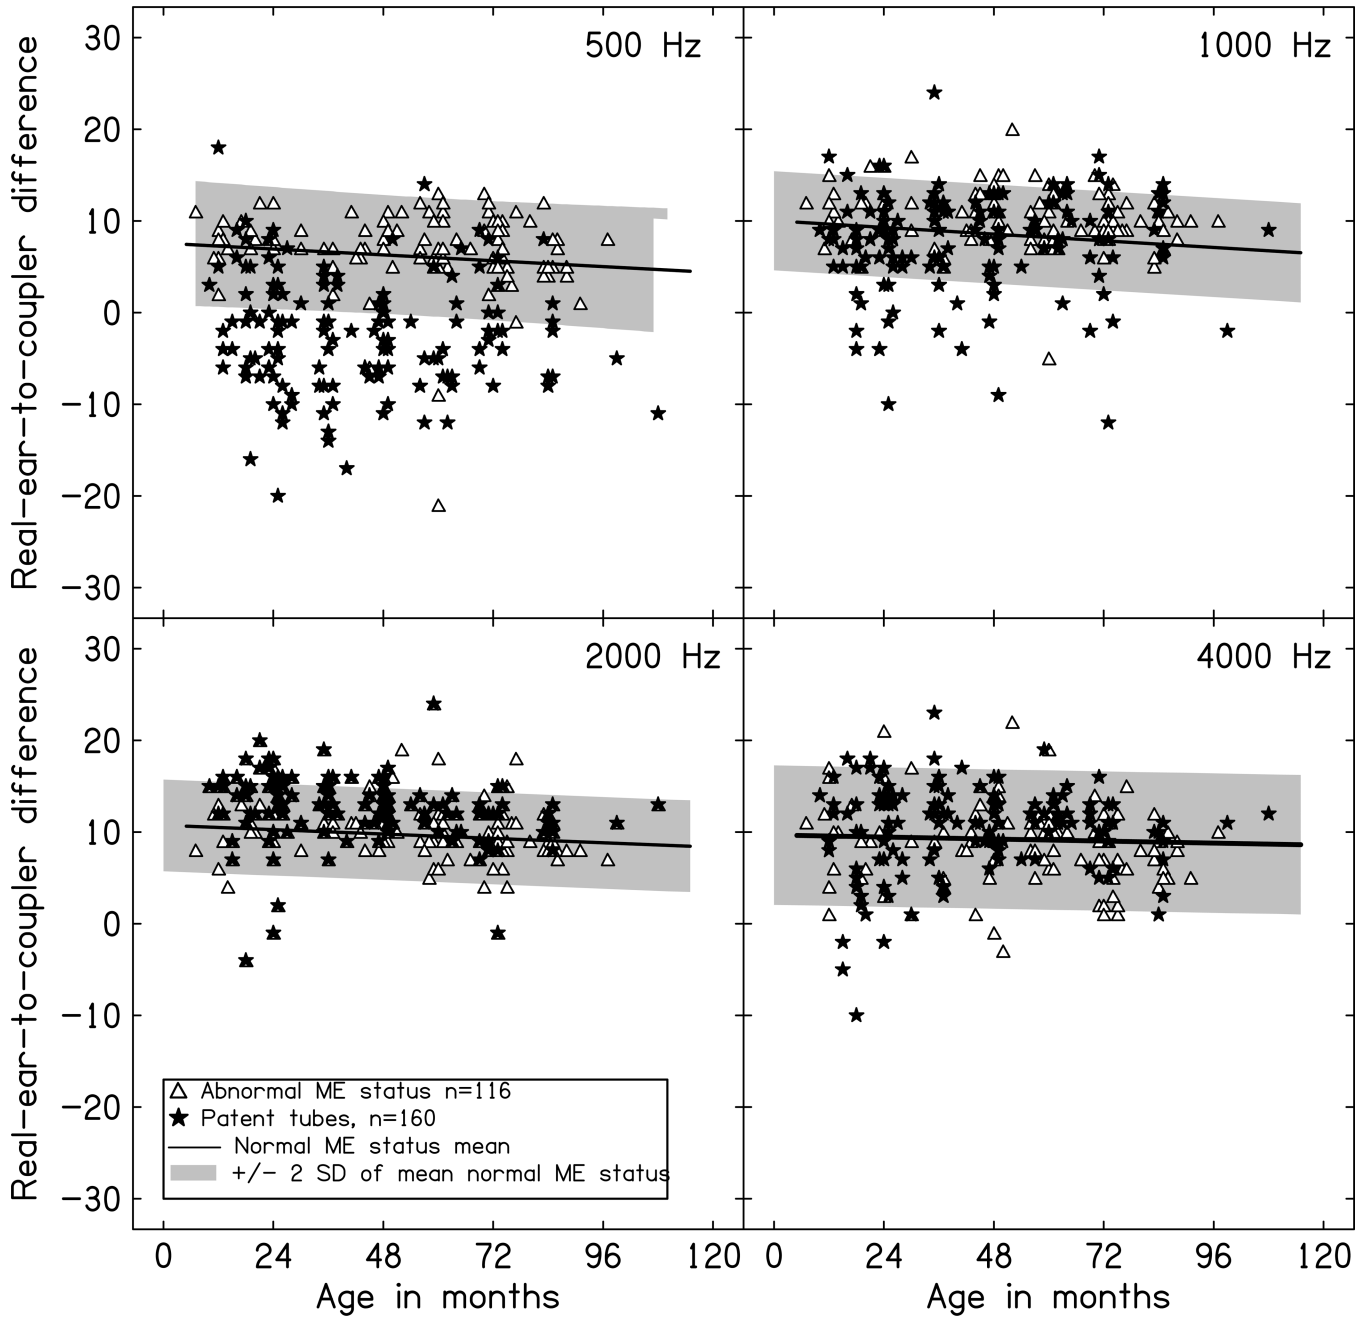 500 Hz
1000 Hz
Real-ear-to-coupler difference
30
20
10
0
-10
-20
-30
2000 Hz
4000 Hz
Real-ear-to-coupler difference
30
20
10
0
-10
-20
-30
Abnormal ME status n=116
Patent tubes, n=160
Normal ME status mean
+/- 2 SD of mean normal ME status
0 24 48 72 96 120
0 24 48 72 96 120
Age in months
Age in months